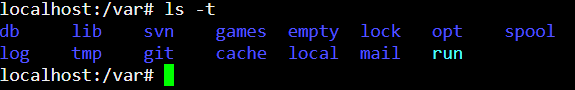 localhost:/var# ls -t
db lib svn games empty lock opt spool
log tmp git cache local mail run
localhost:/var#